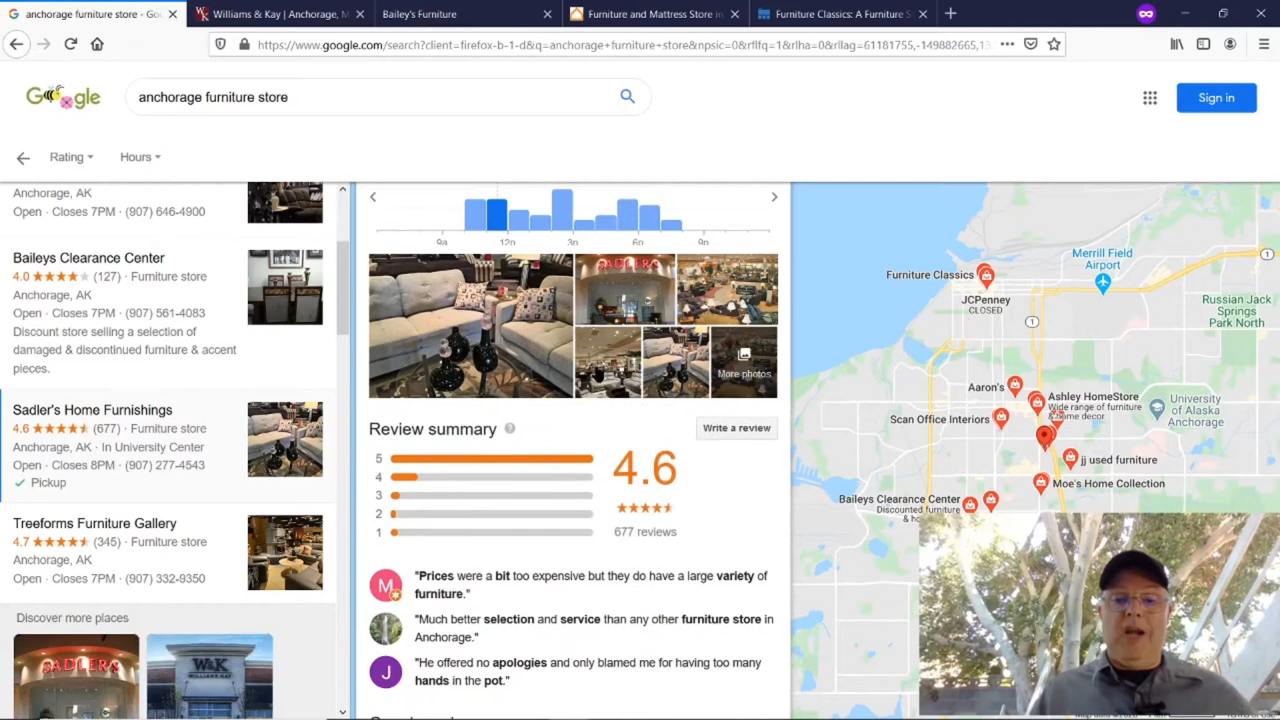 anchorage furniture store - Goo
Williams & Kay | Anchorage, M
Bailey's Furniture
Furniture and Mattress Store in
Furniture Classics: A Furniture S
https://www.google.com/search?client=firefox-b-1-d&q=anchorage+furniture+store&npsic=0&rflfq=1&rlha=0&rllag=61181755,-149882665,13
Google
anchorage furniture store
Sign in
Rating
Hours
Anchorage, AK
Open · Closes 7PM · (907) 646-4900
Baileys Clearance Center
4.0 (127) · Furniture store
Anchorage, AK
Open · Closes 7PM · (907) 561-4083
Discount store selling a selection of
damaged & discontinued furniture & accent
pieces.
Sadler's Home Furnishings
4.6 (677) · Furniture store
Anchorage, AK · In University Center
Open · Closes 8PM · (907) 277-4543
Pickup
Treeforms Furniture Gallery
4.7 (345) · Furniture store
Anchorage, AK
Open · Closes 7PM · (907) 332-9350
Discover more places
SADLER'S
W&K
WILLIAMS & KAY
9a 12p 3p 6p 9p
SADLER'S
More photos
Review summary
Write a review
5
4
3
2
1
4.6
677 reviews
M
"Prices were a bit too expensive but they do have a large variety of
furniture."
"Much better selection and service than any other furniture store in
Anchorage."
J
"He offered no apologies and only blamed me for having too many
hands in the pot."
Merrill Field
Airport
1
Furniture Classics
JCPenney
CLOSED
1
Russian Jack
Springs
Park North
Aaron's
Ashley HomeStore
Wide range of furniture
& home decor
Scan Office Interiors
University
of Alaska
Anchorage
jj used furniture
Moe's Home Collection
Baileys Clearance Center
Discounted furniture
& ho